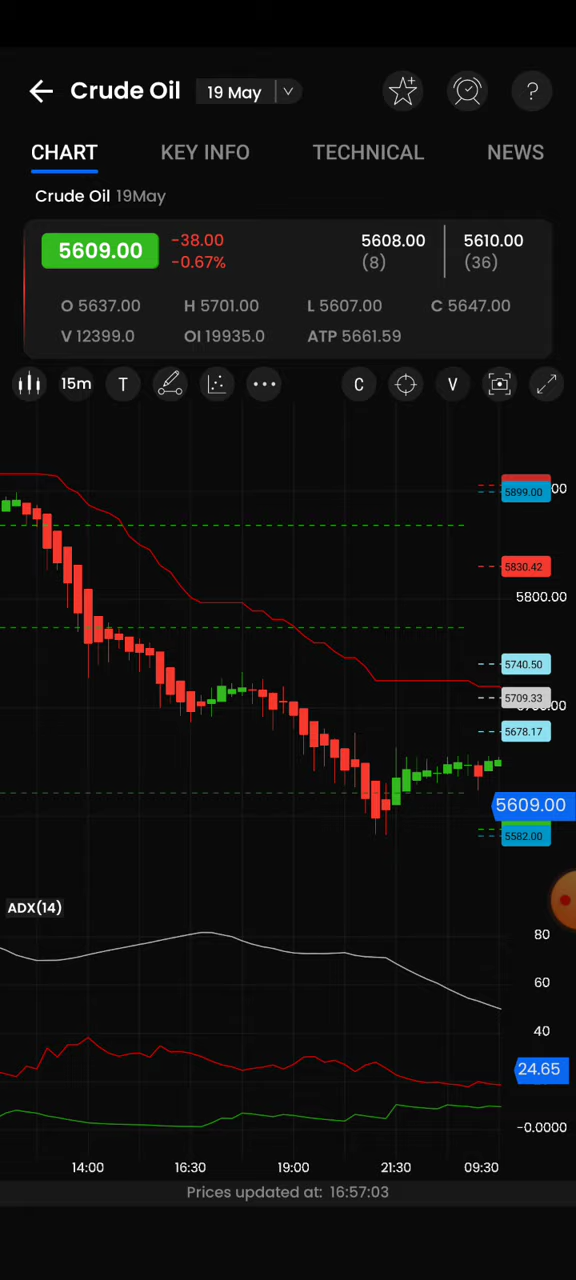 Crude Oil 19 May ?
CHART KEY INFO TECHNICAL NEWS
Crude Oil 19May
5609.00 -38.00 5608.00 5610.00
-0.67% (8) (36)
O 5637.00 H 5701.00 L 5607.00 C 5647.00
V 12399.0 OI 19935.0 ATP 5661.59
15m T C V
5899.00
5830.42
5800.00
5740.50
5709.33
5678.17
5609.00
5582.00
ADX(14)
80
60
40
24.65
-0.0000
14:00 16:30 19:00 21:30 09:30
Prices updated at: 16:57:03